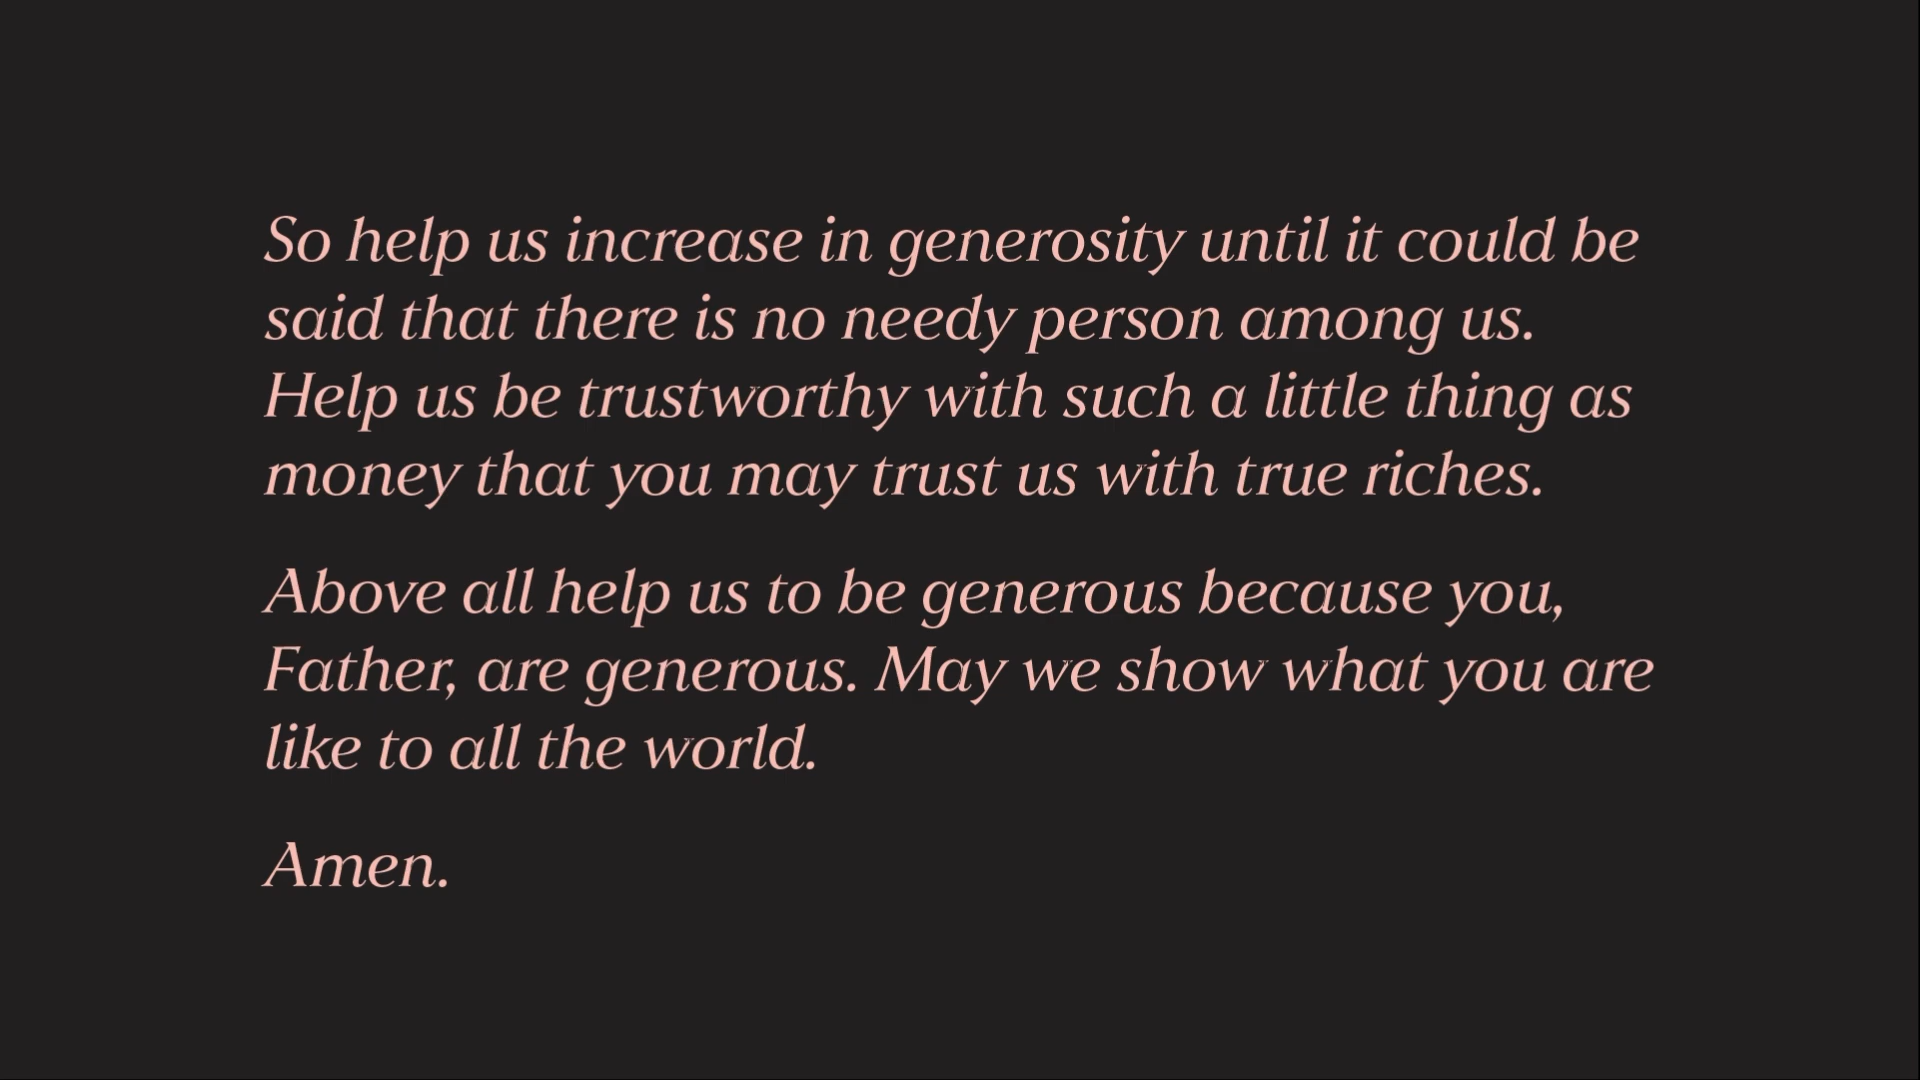 So help us increase in generosity until it could be
said that there is no needy person among us.
Help us be trustworthy with such a little thing as
money that you may trust us with true riches.
Above all help us to be generous because you,
Father, are generous. May we show what you are
like to all the world.
Amen.